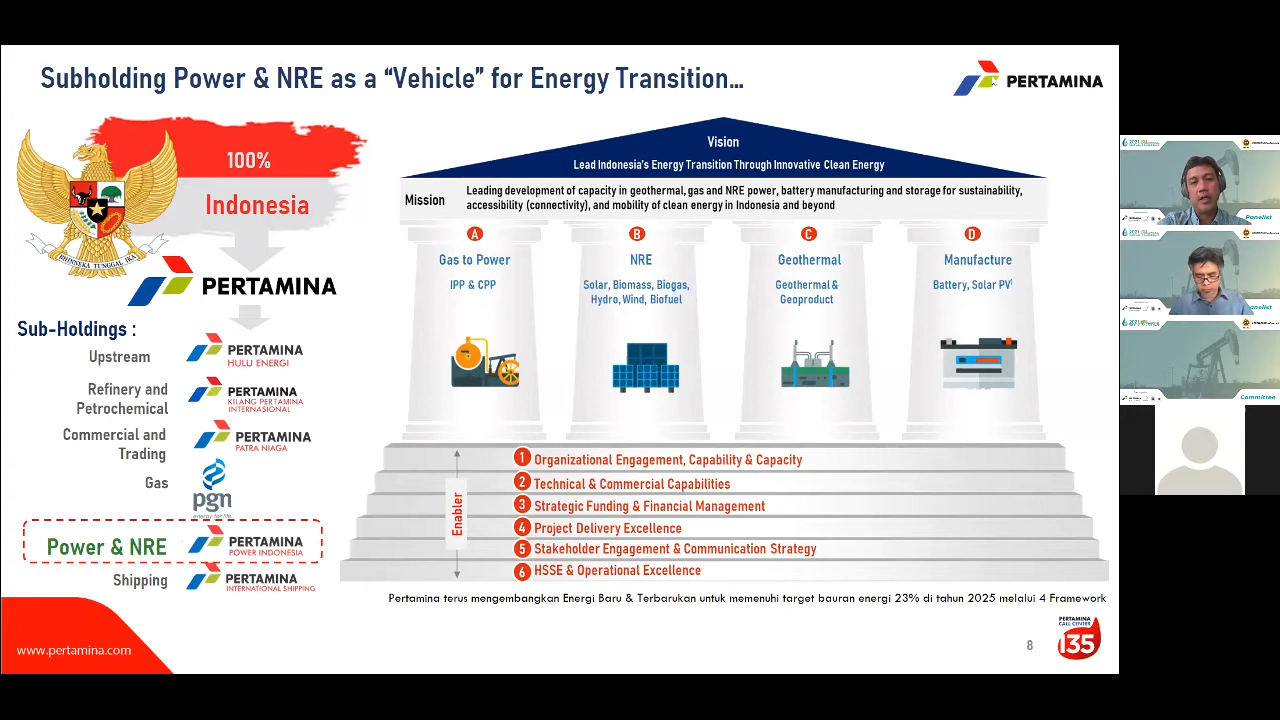 Subholding Power & NRE as a “Vehicle” for Energy Transition...
PERTAMINA
100%
Indonesia
BHINNEKA TUNGGAL IKA
PERTAMINA
Sub-Holdings :
Upstream
PERTAMINA
HULU ENERGI
Refinery and
Petrochemical
PERTAMINA
KILANG PERTAMINA
INTERNASIONAL
Commercial and
Trading
PERTAMINA
PATRA NIAGA
Gas
pgn
energy for life
Power & NRE
PERTAMINA
POWER INDONESIA
Shipping
PERTAMINA
INTERNATIONAL SHIPPING
www.pertamina.com
Vision
Lead Indonesia's Energy Transition Through Innovative Clean Energy
Mission
Leading development of capacity in geothermal, gas and NRE power, battery manufacturing and storage for sustainability,
accessibility (connectivity), and mobility of clean energy in Indonesia and beyond
A
Gas to Power
IPP & CPP
B
NRE
Solar, Biomass, Biogas,
Hydro, Wind, Biofuel
C
Geothermal
Geothermal &
Geoproduct
D
Manufacture
Battery, Solar PV¹
Enabler
1 Organizational Engagement, Capability & Capacity
2 Technical & Commercial Capabilities
3 Strategic Funding & Financial Management
4 Project Delivery Excellence
5 Stakeholder Engagement & Communication Strategy
6 HSSE & Operational Excellence
Pertamina terus mengembangkan Energi Baru & Terbarukan untuk memenuhi target bauran energi 23% di tahun 2025 melalui 4 Framework
8
PERTAMINA
CALL CENTER
135
Panelist
Panelist
Committee